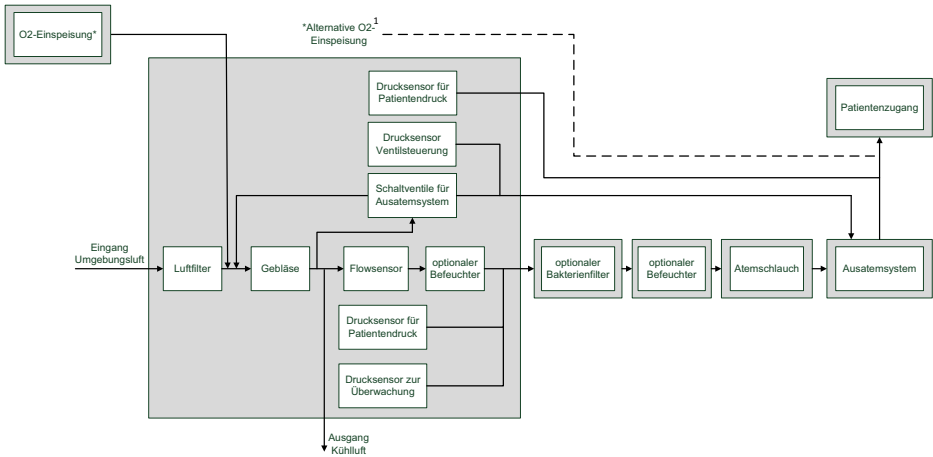 O2-Einspeisung*
*Alternative O2-1
Einspeisung
Drucksensor für
Patientendruck
Patientenzugang
Drucksensor
Ventilsteuerung
Schaltventile für
Ausatemsystem
Eingang
Umgebungsluft
Luftfilter
Gebläse
Flowsensor
optionaler
Befeuchter
optionaler
Bakterienfilter
optionaler
Befeuchter
Atemschlauch
Ausatemsystem
Drucksensor für
Patientendruck
Drucksensor zur
Überwachung
Ausgang
Kühlluft